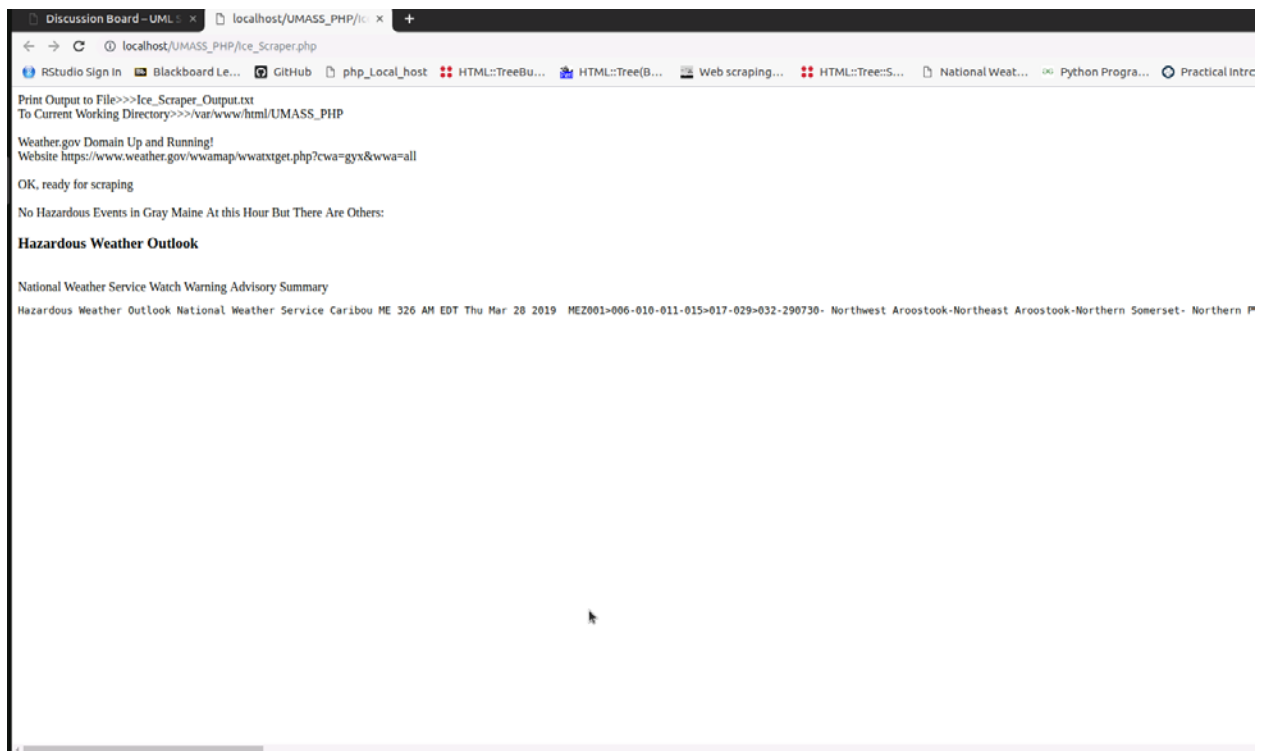 Discussion Board – UML S
localhost/UMASS_PHP/Ic
localhost/UMASS_PHP/Ice_Scraper.php
RStudio Sign In Blackboard Le... GitHub php_Local_host HTML::TreeBu... HTML::Tree(B... Web scraping... HTML::Tree::S... National Weat... Python Progra... Practical Intro
Print Output to File>>>Ice_Scraper_Output.txt
To Current Working Directory>>>/var/www/html/UMASS_PHP
Weather.gov Domain Up and Running!
Website https://www.weather.gov/wwamap/wwatxtget.php?cwa=gyx&wwa=all
OK, ready for scraping
No Hazardous Events in Gray Maine At this Hour But There Are Others:
Hazardous Weather Outlook
National Weather Service Watch Warning Advisory Summary
Hazardous Weather Outlook National Weather Service Caribou ME 326 AM EDT Thu Mar 28 2019 MEZ001>006-010-011-015>017-029>032-290730- Northwest Aroostook-Northeast Aroostook-Northern Somerset- Northern